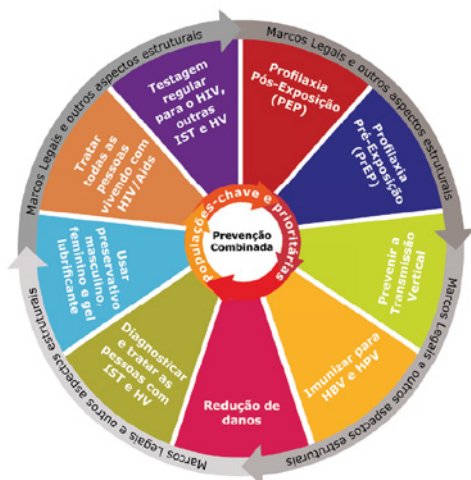 Marcos Legais e outros aspectos estruturais
Marcos Legais e outros aspectos estruturais
Marcos Legais e outros aspectos estruturais
Marcos Legais e outros aspectos estruturais
Testagem
regular
para o HIV,
outras
IST e HV
Profilaxia
Pós-Exposição
(PEP)
Profilaxia
Pré-Exposição
(PrEP)
Prevenir a
Transmissão
Vertical
Imunizar para
HBV e HPV
Redução de
danos
Diagnosticar
e tratar as
pessoas com
IST e HV
Usar
preservativo
masculino,
feminino e gel
lubrificante
Tratar
todas as
pessoas
vivendo com
HIV/Aids
Populações-chave e prioritárias
Prevenção
Combinada